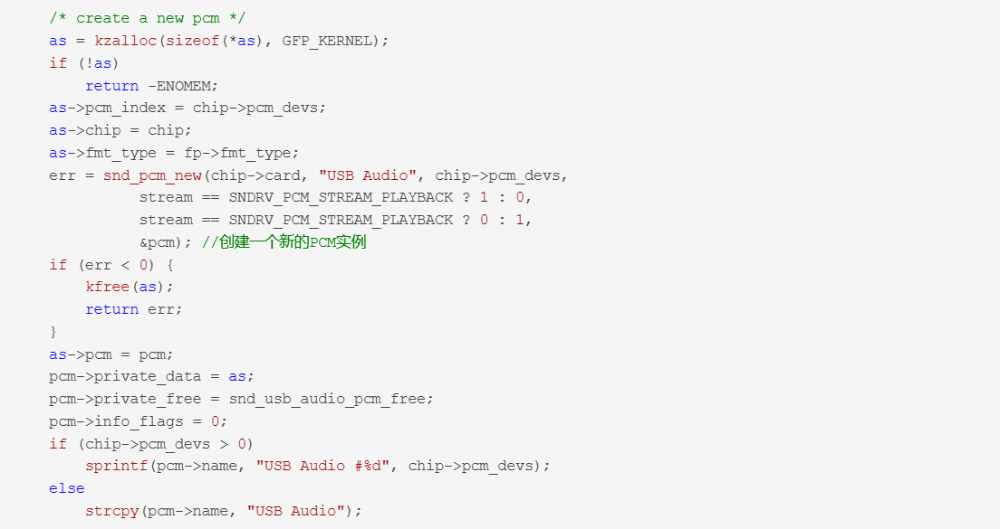 /* create a new pcm */
as = kzalloc(sizeof(*as), GFP_KERNEL);
if (!as)
    return -ENOMEM;
as->pcm_index = chip->pcm_devs;
as->chip = chip;
as->fmt_type = fp->fmt_type;
err = snd_pcm_new(chip->card, "USB Audio", chip->pcm_devs,
          stream == SNDRV_PCM_STREAM_PLAYBACK ? 1 : 0,
          stream == SNDRV_PCM_STREAM_PLAYBACK ? 0 : 1,
          &pcm); //创建一个新的PCM实例
if (err < 0) {
    kfree(as);
    return err;
}
as->pcm = pcm;
pcm->private_data = as;
pcm->private_free = snd_usb_audio_pcm_free;
pcm->info_flags = 0;
if (chip->pcm_devs > 0)
    sprintf(pcm->name, "USB Audio #%d", chip->pcm_devs);
else
    strcpy(pcm->name, "USB Audio");